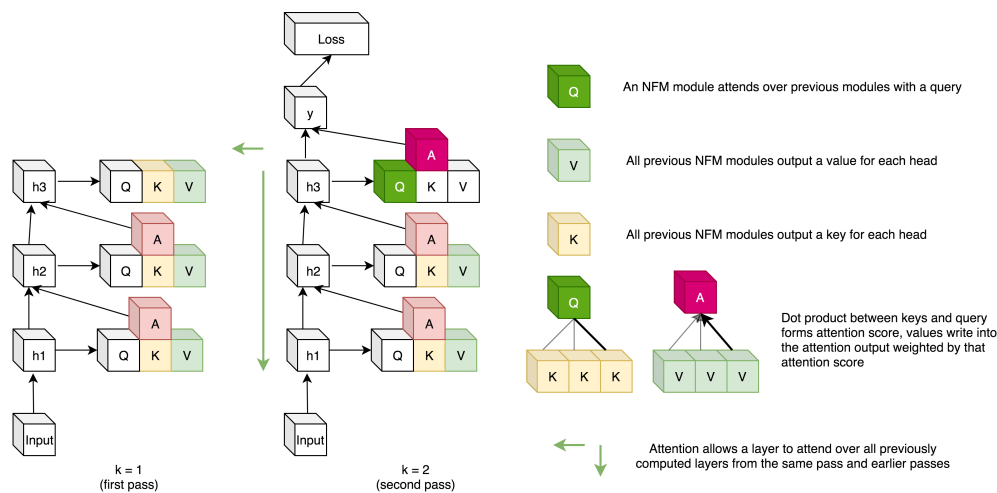 Loss
y
A
h3
Q
K
V
h3
Q
K
V
A
A
h2
Q
K
V
h2
Q
K
V
A
A
h1
Q
K
V
h1
Q
K
V
Input
Input
k = 1
(first pass)
k = 2
(second pass)
Q
An NFM module attends over previous modules with a query
V
All previous NFM modules output a value for each head
K
All previous NFM modules output a key for each head
Q
K
K
K
A
V
V
V
Dot product between keys and query
forms attention score, values write into
the attention output weighted by that
attention score
Attention allows a layer to attend over all previously
computed layers from the same pass and earlier passes